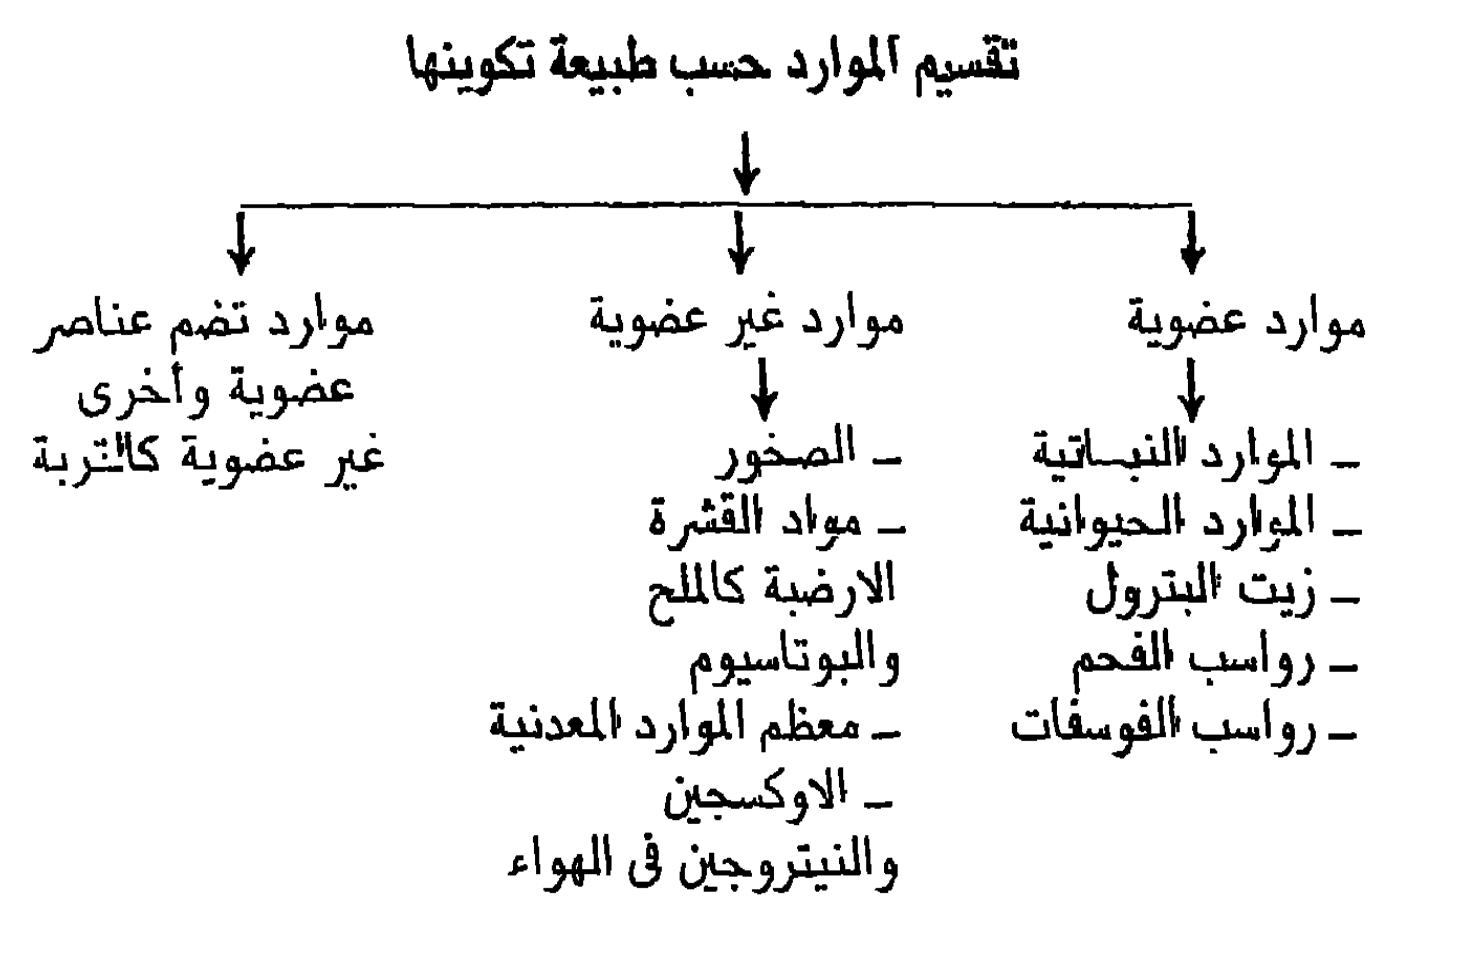 تقسيم الموارد حسب طبيعة تكوينها
موارد عضوية
– الموارد النباتية
– الموارد الحيوانية
– زيت البترول
– رواسب الفحم
– رواسب الفوسفات
موارد غير عضوية
– الصخور
– مواد القشرة
الارضبة كالملح
والبوتاسيوم
– معظم الموارد المعدنية
– الاوكسجين
والنيتروجين فى الهواء
موارد تضم عناصر
عضوية وأخرى
غير عضوية كالتربة